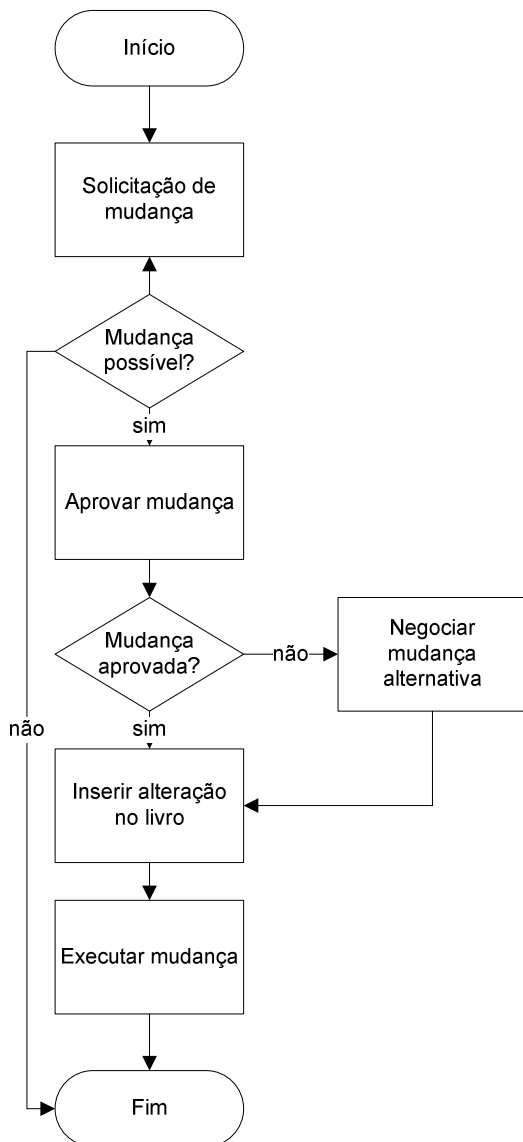 Início
Solicitação de
mudança
Mudança
possível?
sim
Aprovar mudança
Mudança
aprovada?
não
Negociar
mudança
alternativa
não
sim
Inserir alteração
no livro
Executar mudança
Fim